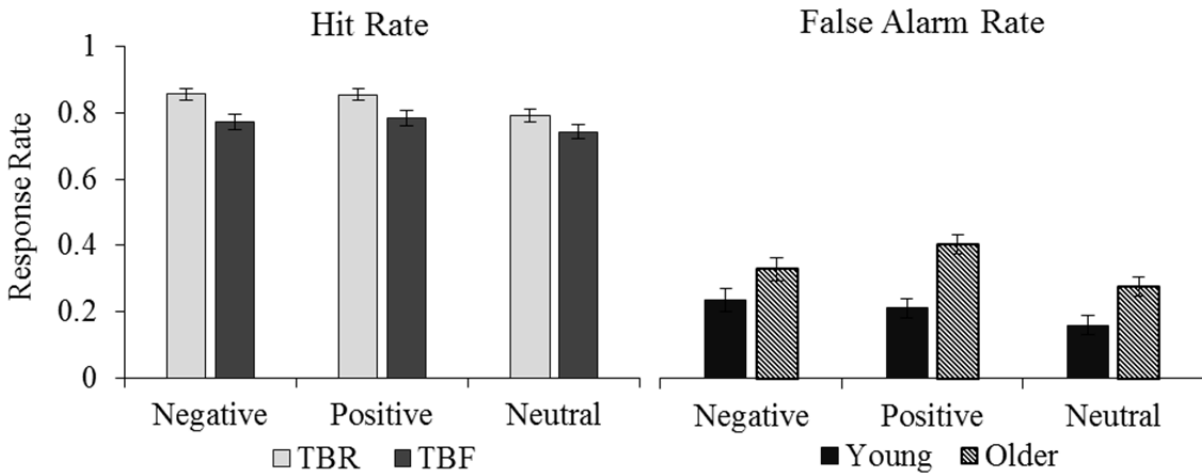 Hit Rate
False Alarm Rate
Response Rate
1
0.8
0.6
0.4
0.2
0
Negative Positive Neutral
Negative Positive Neutral
TBR TBF
Young Older